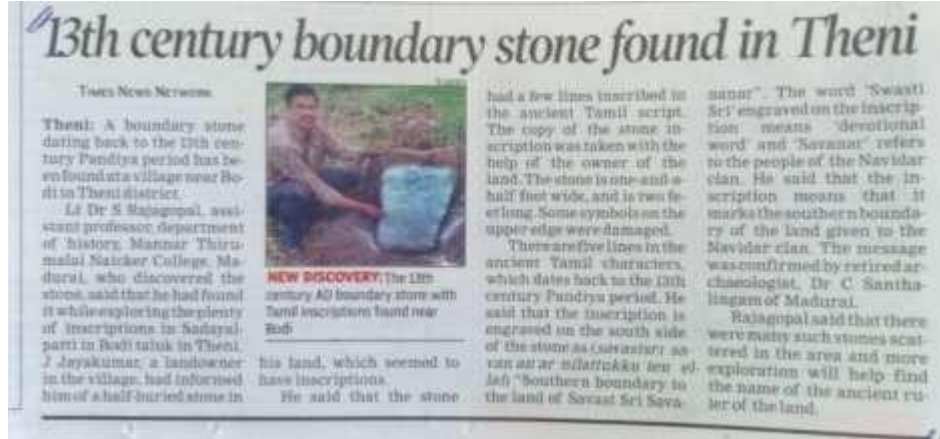 13th century boundary stone found in Theni
TIMES NEWS NETWORK
Theni: A boundary stone
dating back to the 13th cen-
tury Pandiya period has be-
en found at a village near Bo-
di in Theni district.
Lt Dr S Rajagopal, assi-
stant professor, department
of history, Mannar Thiru-
malai Naicker College, Ma-
durai, who discovered the
stone, said that he had found
it while exploring the plenty
of inscriptions in Sadayal-
patti in Bodi taluk in Theni.
J Jayakumar, a landowner
in the village, had informed
him of a half-buried stone in
NEW DISCOVERY: The 13th
century AD boundary stone with
Tamil inscriptions found near
Bodi
his land, which seemed to
have inscriptions.
He said that the stone
had a few lines inscribed in
the ancient Tamil script.
The copy of the stone in-
scription was taken with the
help of the owner of the
land. The stone is one-and-a-
half foot wide, and is two fe-
et long. Some symbols on the
upper edge were damaged.
There are five lines in the
ancient Tamil characters,
which dates back to the 13th
century Pandiya period. He
said that the inscription is
engraved on the south side
of the stone as
nilattukku ten el-
"Southern boundary to
the land of Savast Sri Sava-
nanar". The word 'Swasti
Sri' engraved on the inscrip-
tion means 'devotional
word' and 'Savanar' refers
to the people of the Navidar
clan. He said that the in-
scription means that it
marks the southern bounda-
ry of the land given to the
Navidar clan. The message
was confirmed by retired ar-
chaeologist, Dr C Santha-
lingam of Madurai.
Rajagopal said that there
were many such stones scat-
tered in the area and more
exploration will help find
the name of the ancient ru-
ler of the land.